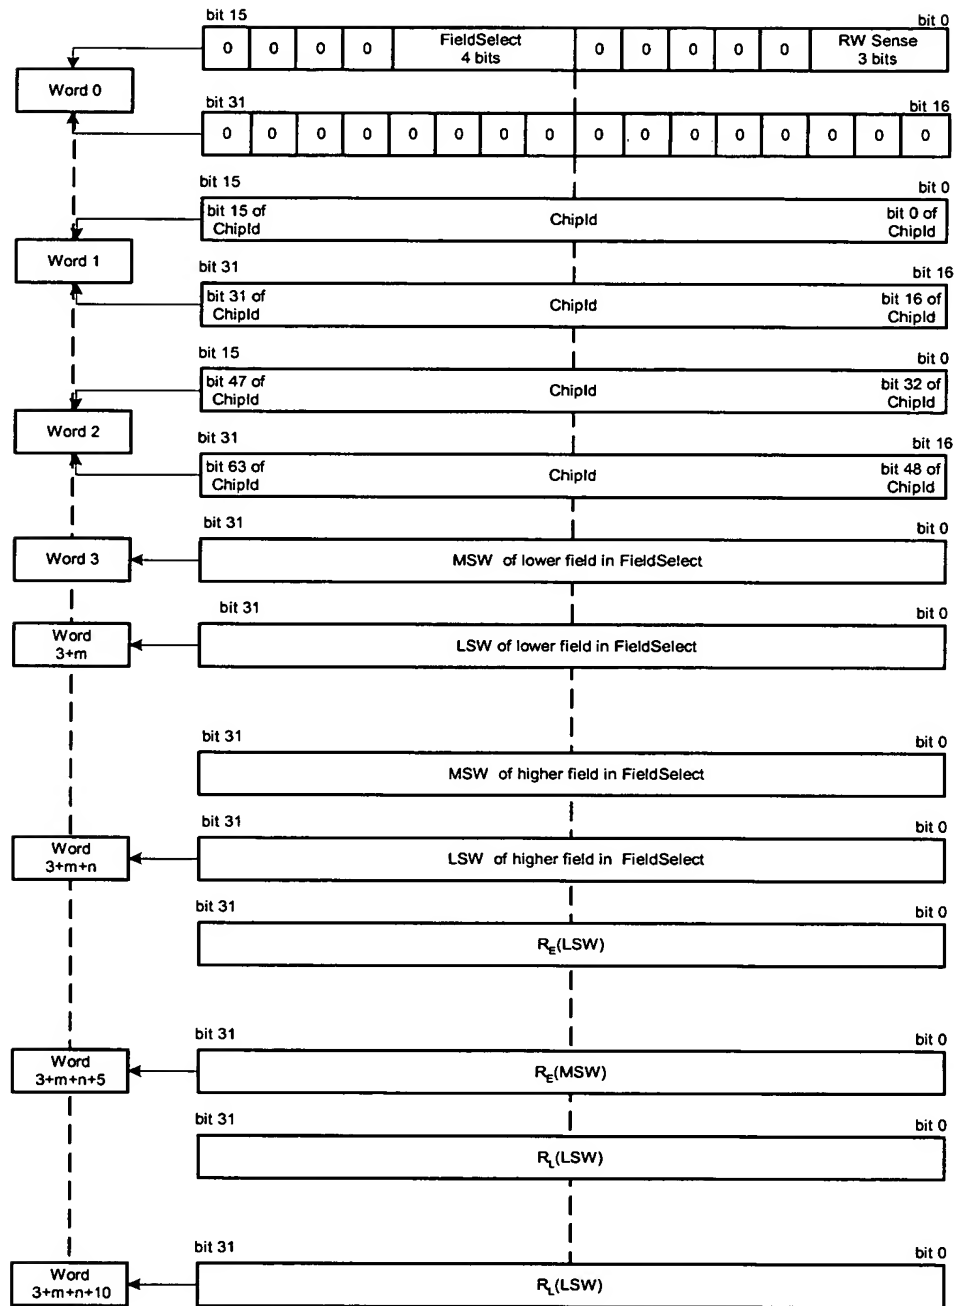 bit 15
bit 0
0 0 0 0 FieldSelect 4 bits 0 0 0 0 0 RW Sense 3 bits
Word 0
bit 31
bit 16
0 0 0 0 0 0 0 0 0 0 0 0 0 0 0 0
bit 15
bit 0
bit 15 of ChipId
ChipId
bit 0 of ChipId
Word 1
bit 31
bit 16
bit 31 of ChipId
ChipId
bit 16 of ChipId
bit 15
bit 0
bit 47 of ChipId
ChipId
bit 32 of ChipId
Word 2
bit 31
bit 16
bit 63 of ChipId
ChipId
bit 48 of ChipId
bit 31
bit 0
Word 3
MSW of lower field in FieldSelect
bit 31
bit 0
Word 3+m
LSW of lower field in FieldSelect
bit 31
bit 0
MSW of higher field in FieldSelect
bit 31
bit 0
Word 3+m+n
LSW of higher field in FieldSelect
bit 31
bit 0
R_E(LSW)
bit 31
bit 0
Word 3+m+n+5
R_E(MSW)
bit 31
bit 0
R_L(LSW)
bit 31
bit 0
Word 3+m+n+10
R_L(LSW)